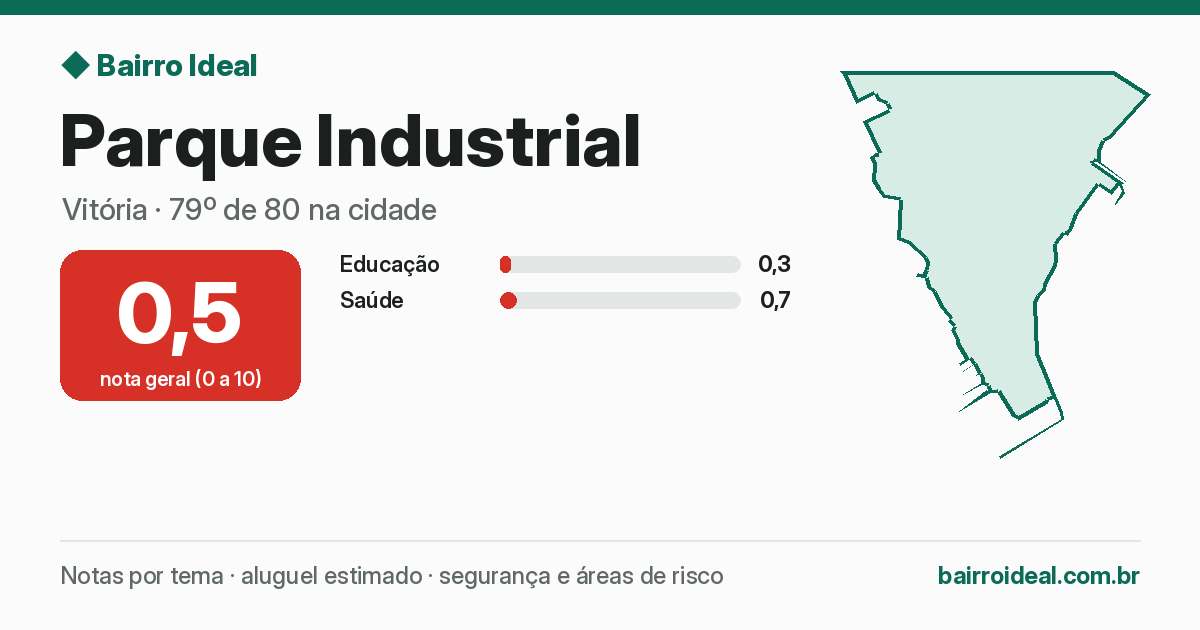 Bairro Ideal
Parque Industrial
Vitória · 79º de 80 na cidade
0,5
nota geral (0 a 10)
Educação 0,3
Saúde 0,7
Notas por tema · aluguel estimado · segurança e áreas de risco
bairroideal.com.br